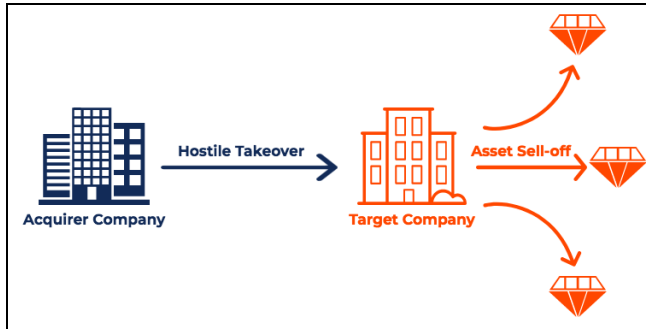 Hostile Takeover
Asset Sell-off
Acquirer Company
Target Company